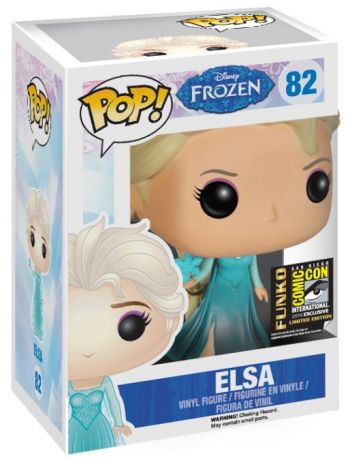 POP!
Disney
FROZEN
82
FUNKO
SAN DIEGO
COMIC CON
INTERNATIONAL
2014 EXCLUSIVE
LIMITED EDITION
ELSA
82
ELSA
VINYL FIGURE / FIGURINE EN VINYLE /
FIGURA DE VINIL
WARNING: CHOKING HAZARD.
May contain small parts.